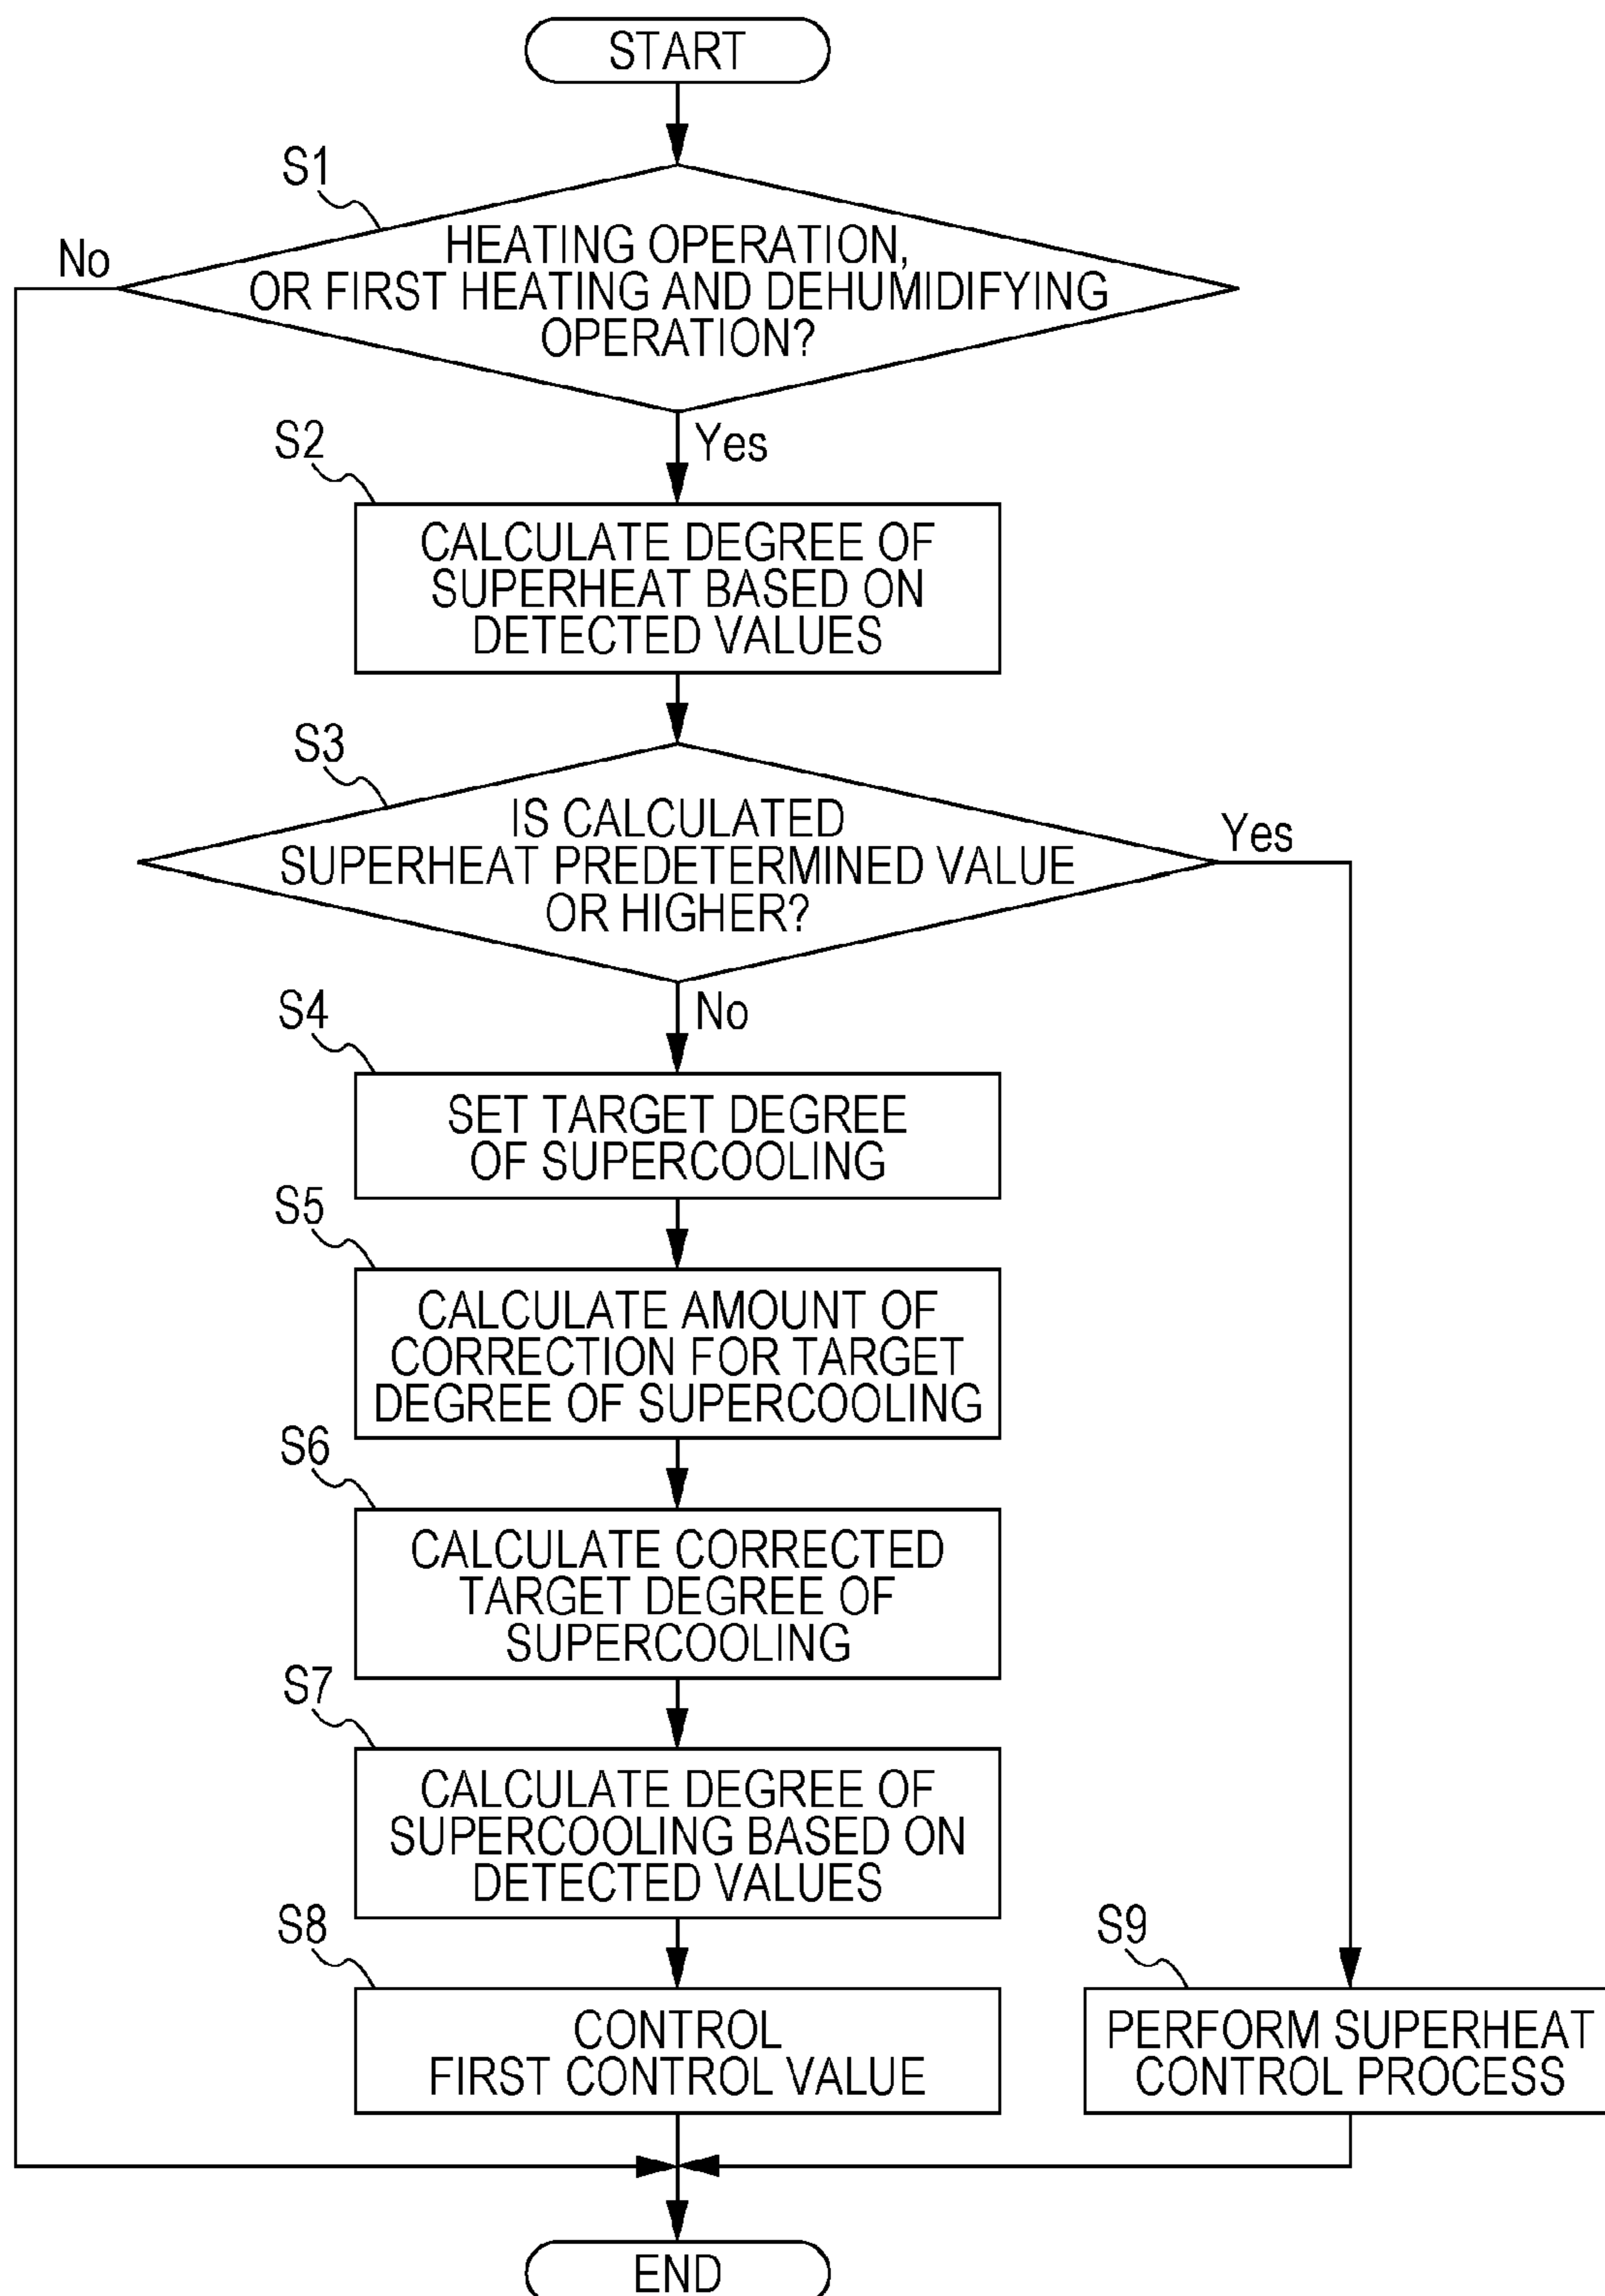 START
S1
No
HEATING OPERATION,
OR FIRST HEATING AND DEHUMIDIFYING
OPERATION?
Yes
S2
CALCULATE DEGREE OF
SUPERHEAT BASED ON
DETECTED VALUES
S3
IS CALCULATED
SUPERHEAT PREDETERMINED VALUE
OR HIGHER?
Yes
No
S4
SET TARGET DEGREE
OF SUPERCOOLING
S5
CALCULATE AMOUNT OF
CORRECTION FOR TARGET
DEGREE OF SUPERCOOLING
S6
CALCULATE CORRECTED
TARGET DEGREE OF
SUPERCOOLING
S7
CALCULATE DEGREE OF
SUPERCOOLING BASED ON
DETECTED VALUES
S8
CONTROL
FIRST CONTROL VALUE
S9
PERFORM SUPERHEAT
CONTROL PROCESS
END